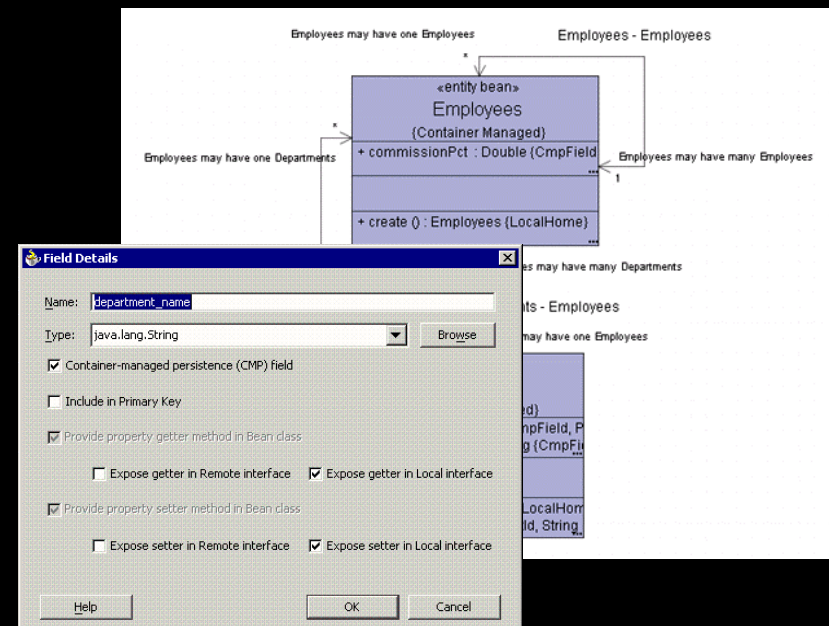 Employees may have one Employees
Employees - Employees
*
«entity bean»
Employees
{Container Managed}
*
Employees may have one Departments
+ commissionPct : Double {CmpField
...
Employees may have many Employees
1
+ create () : Employees {LocalHome}
...
Field Details
es may have many Departments
Name: department_name
nts - Employees
Type: java.lang.String
Browse
may have one Employees
Container-managed persistence (CMP) field
Include in Primary Key
ed}
mpField, P
g {CmpFi
...
Provide property getter method in Bean class
Expose getter in Remote interface
Expose getter in Local interface
Provide property setter method in Bean class
LocalHom
Id, String
...
Expose setter in Remote interface
Expose setter in Local interface
Help
OK
Cancel